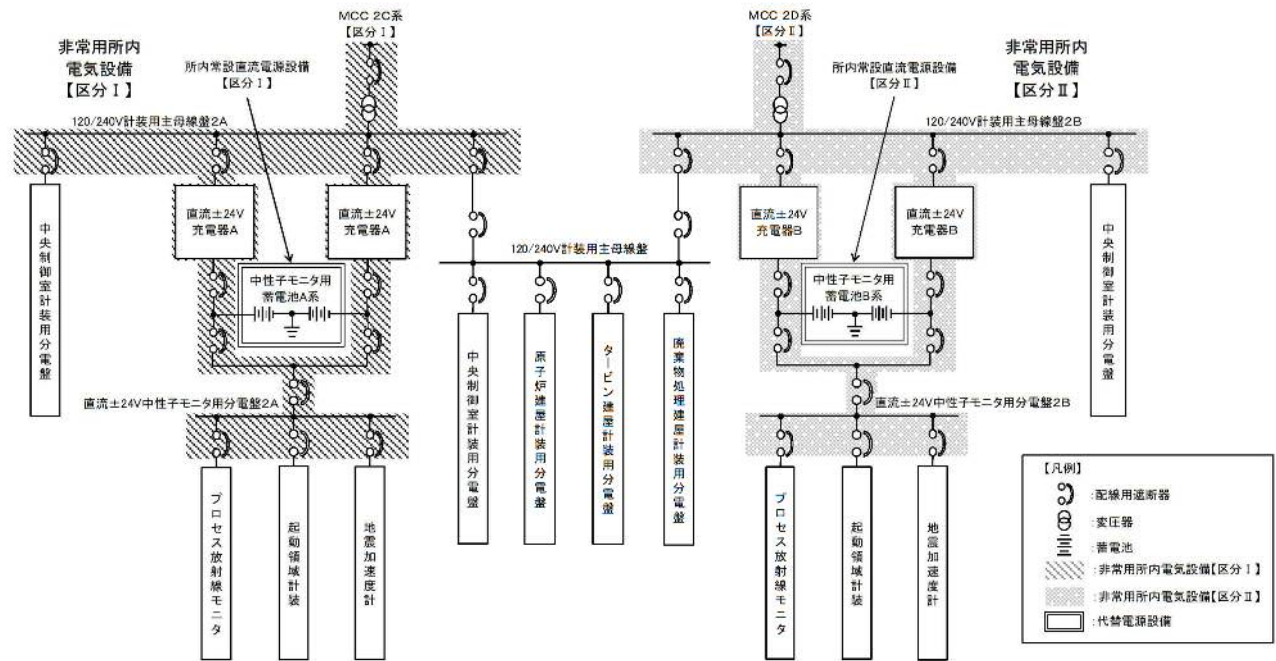 MCC 2C系
【区分Ⅰ】
非常用所内
電気設備
【区分Ⅰ】
所内常設直流電源設備
【区分Ⅰ】
120/240V計装用主母線盤2A
直流±24V
充電器A
直流±24V
充電器A
中性子モニタ用
蓄電池A系
中央制御室計装用分電盤
直流±24V中性子モニタ用分電盤2A
プロセス放射線モニタ
起動領域計装
地震加速度計
120/240V計装用主母線盤
中央制御室計装用分電盤
原子炉建屋計装用分電盤
タービン建屋計装用分電盤
廃棄物処理建屋計装用分電盤
MCC 2D系
【区分Ⅱ】
所内常設直流電源設備
【区分Ⅱ】
非常用所内
電気設備
【区分Ⅱ】
120/240V計装用主母線盤2B
直流±24V
充電器B
直流±24V
充電器B
中性子モニタ用
蓄電池B系
中央制御室計装用分電盤
直流±24V中性子モニタ用分電盤2B
プロセス放射線モニタ
起動領域計装
地震加速度計
【凡例】
:配線用遮断器
:変圧器
:蓄電池
:非常用所内電気設備【区分Ⅰ】
:非常用所内電気設備【区分Ⅱ】
:代替電源設備